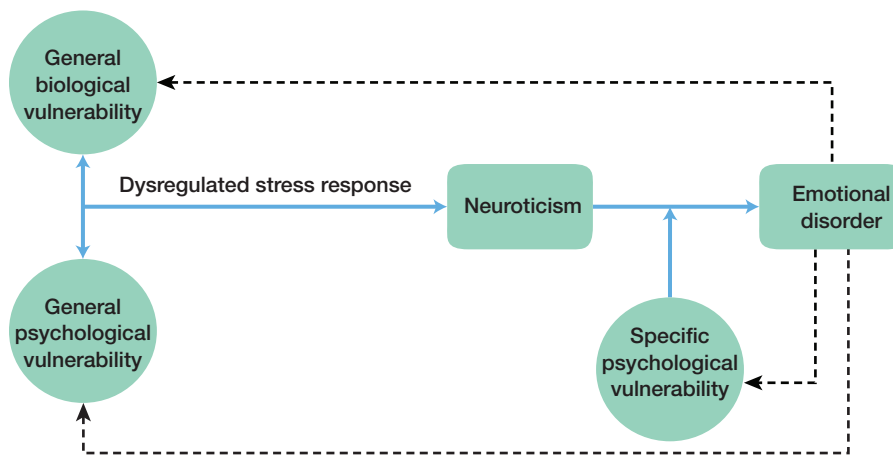 General
biological
vulnerability
Dysregulated stress response
Neuroticism
Emotional
disorder
General
psychological
vulnerability
Specific
psychological
vulnerability